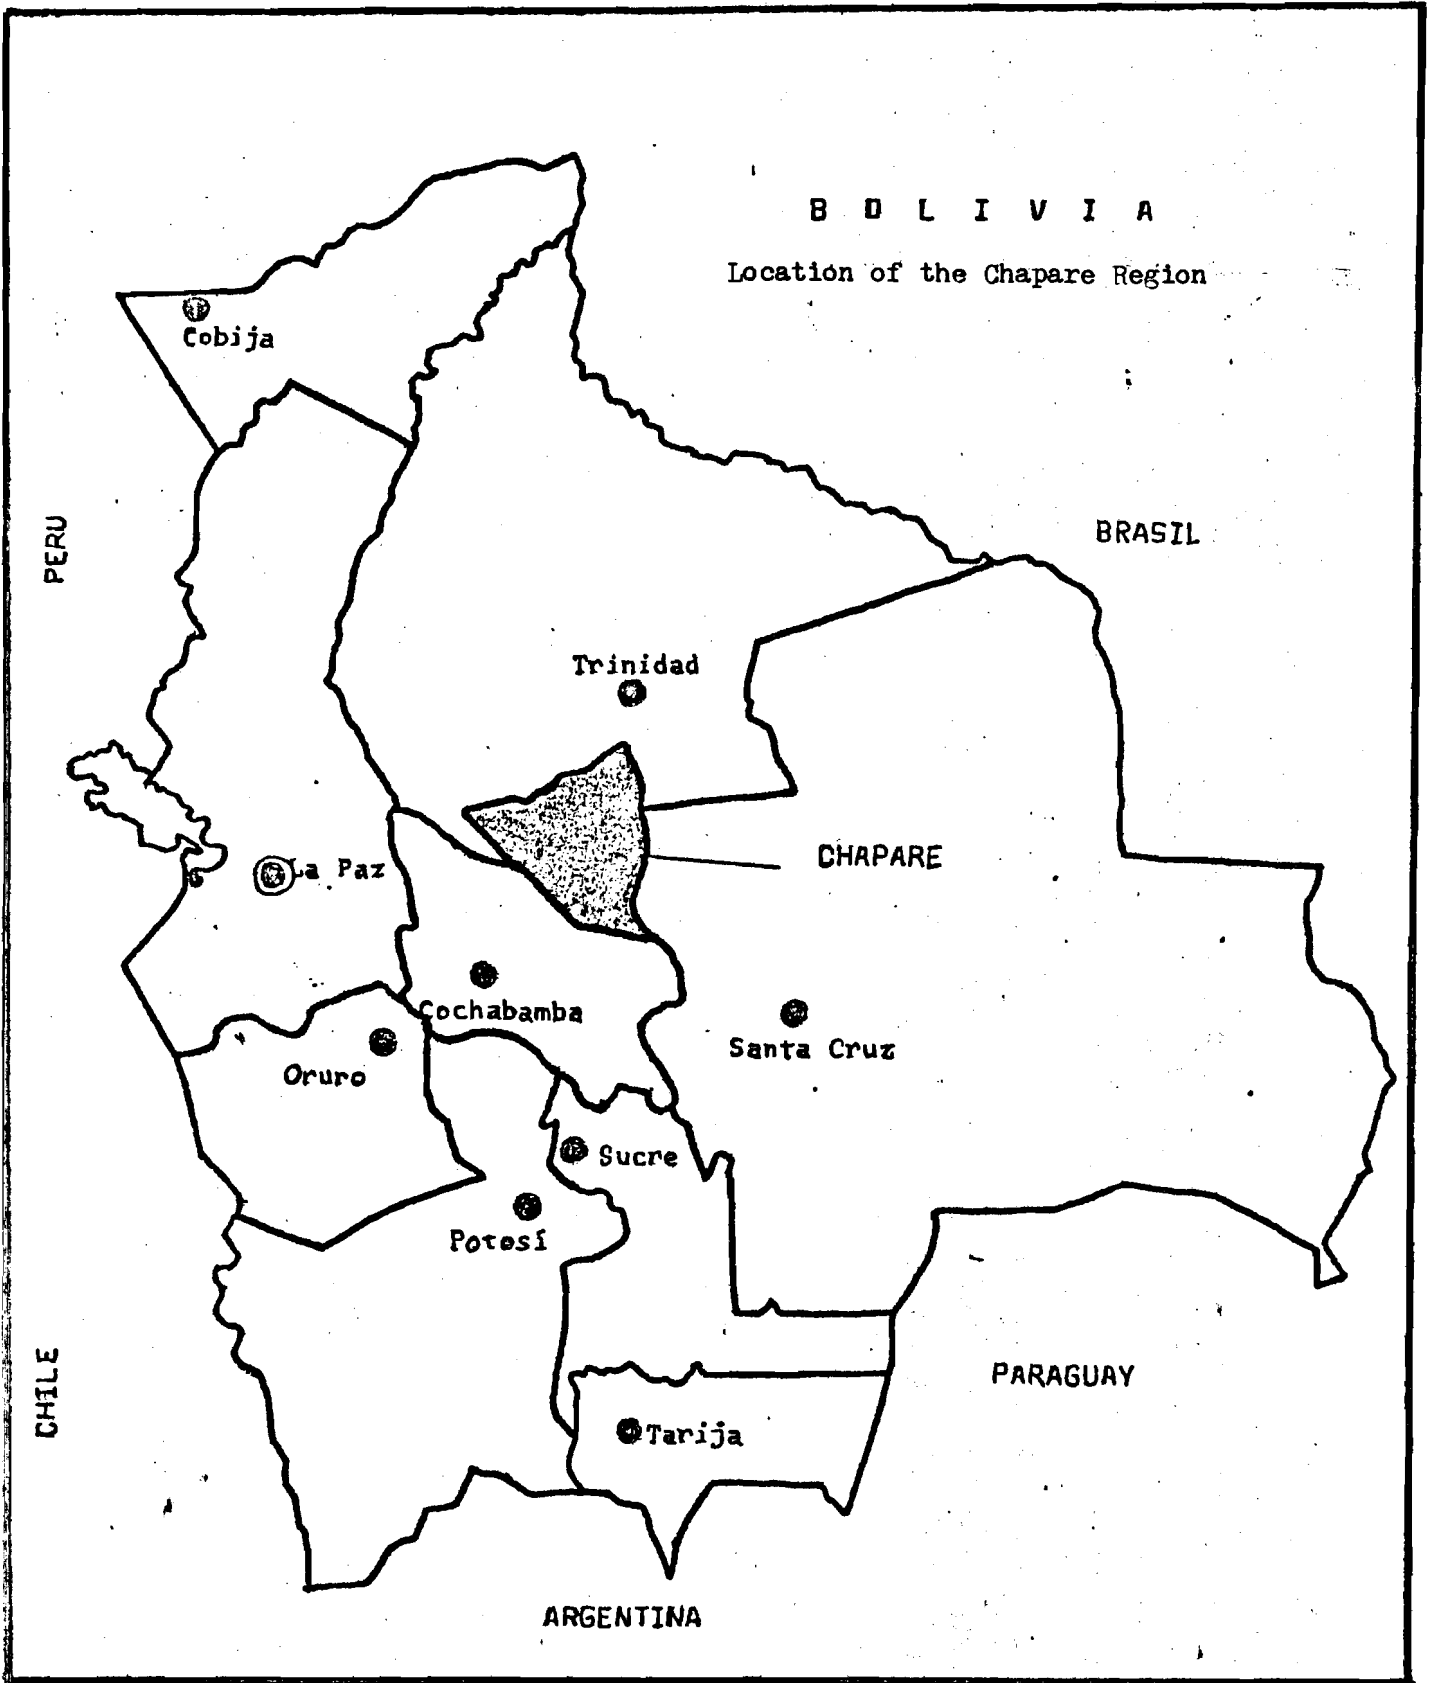 B O L I V I A
Location of the Chapare Region
Cobija
PERU
BRASIL
Trinidad
CHAPARE
La Paz
Cochabamba
Santa Cruz
Oruro
Sucre
Potosí
CHILE
PARAGUAY
Tarija
ARGENTINA